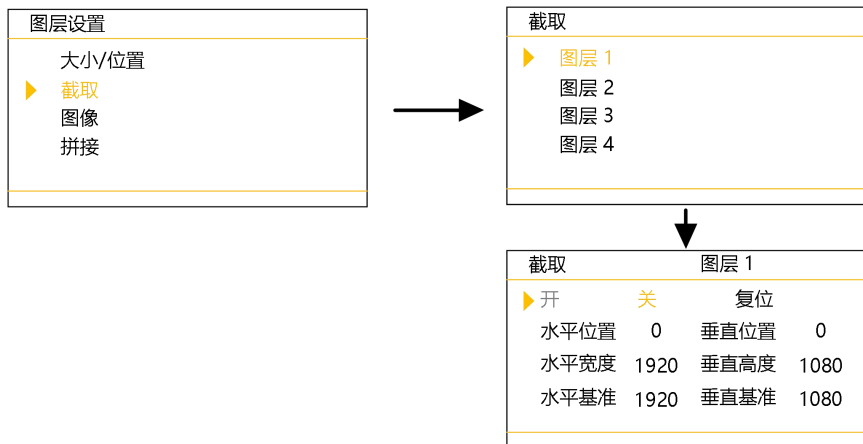 图层设置
大小/位置
截取
图像
拼接
截取
图层 1
图层 2
图层 3
图层 4
截取 图层 1
开 关 复位
水平位置 0 垂直位置 0
水平宽度 1920 垂直高度 1080
水平基准 1920 垂直基准 1080